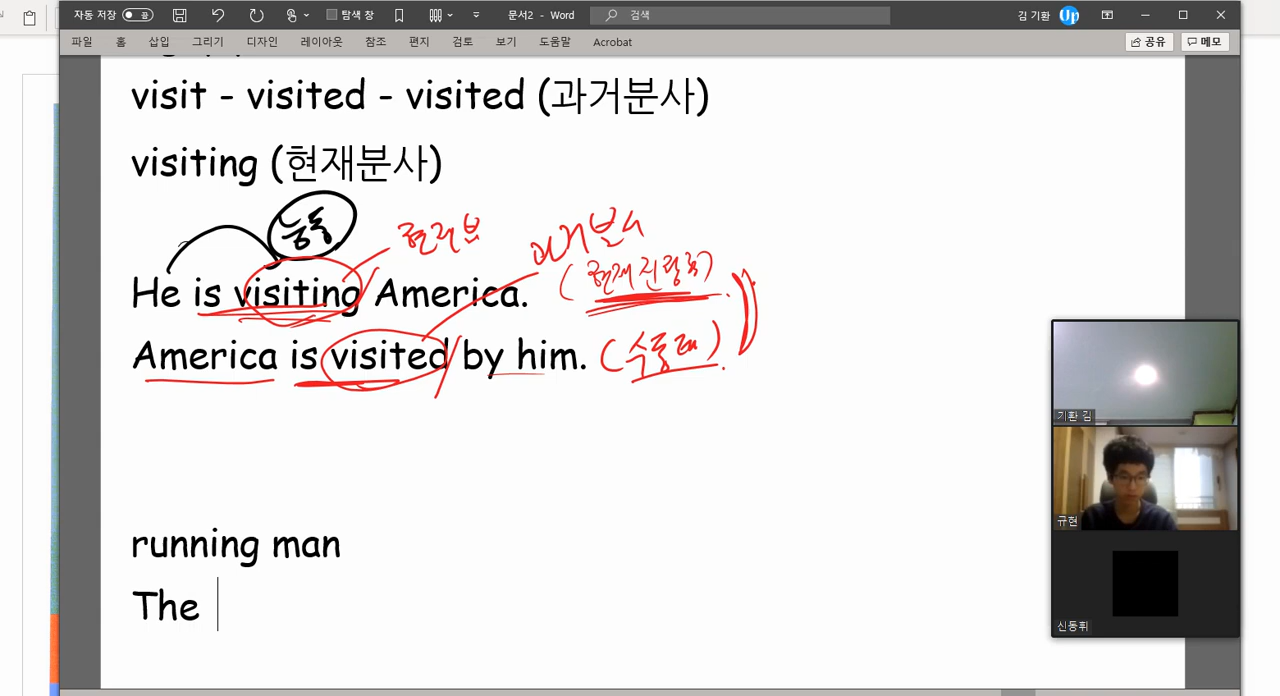 자동 저장 끔 탐색 창 문서2 - Word 검색 김 기환 Up
파일 홈 삽입 그리기 디자인 레이아웃 참조 편지 검토 보기 도움말 Acrobat 공유 메모
visit - visited - visited (과거분사)
visiting (현재분사)
능동 현재분 과거분사
He is visiting America. (현재진행형)
America is visited by him. (수동태)
기환 김
규현
running man
The
신동휘